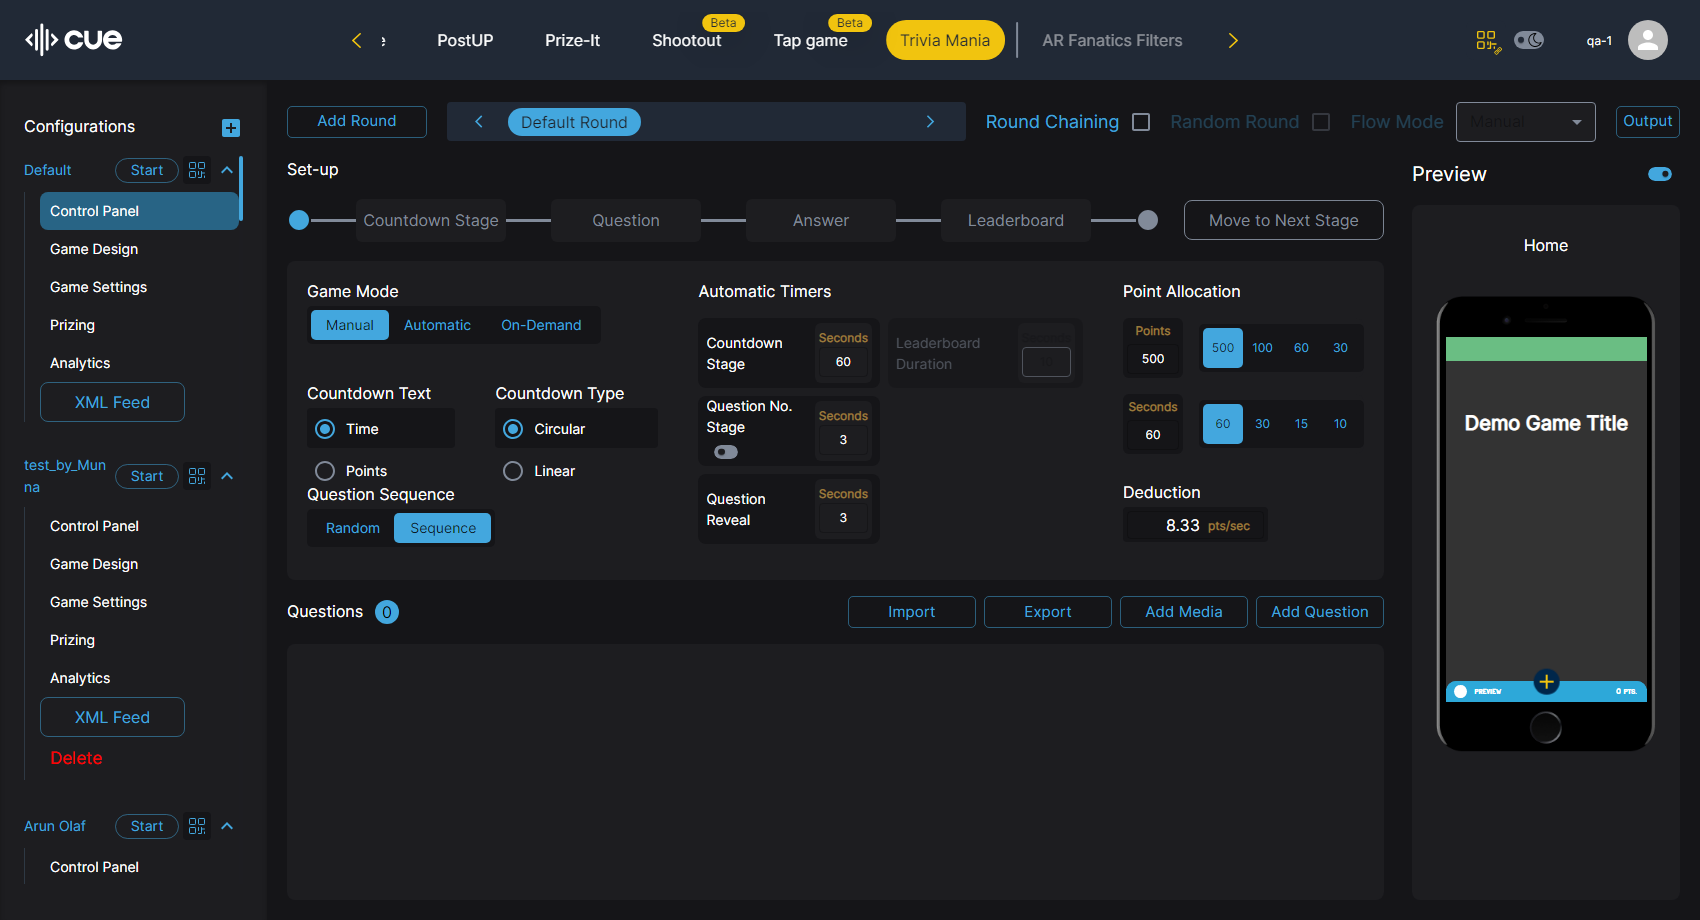 cue
PostUP
Prize-It
Beta
Shootout
Beta
Tap game
Trivia Mania
AR Fanatics Filters
qa-1
Configurations
Default
Start
Control Panel
Game Design
Game Settings
Prizing
Analytics
XML Feed
test_by_Mun
na
Start
Control Panel
Game Design
Game Settings
Prizing
Analytics
XML Feed
Delete
Arun Olaf
Start
Control Panel
Add Round
Default Round
Round Chaining
Random Round
Flow Mode
Manual
Output
Set-up
Countdown Stage
Question
Answer
Leaderboard
Move to Next Stage
Game Mode
Manual
Automatic
On-Demand
Countdown Text
Time
Points
Countdown Type
Circular
Linear
Question Sequence
Random
Sequence
Automatic Timers
Countdown
Stage
Seconds
60
Leaderboard
Duration
Question No.
Stage
Seconds
3
Question
Reveal
Seconds
3
Point Allocation
Points
500
500 100 60 30
Seconds
60
60 30 15 10
Deduction
8.33 pts/sec
Questions 0
Import
Export
Add Media
Add Question
Preview
Home
Demo Game Title
PREVIEW
0 PTS.